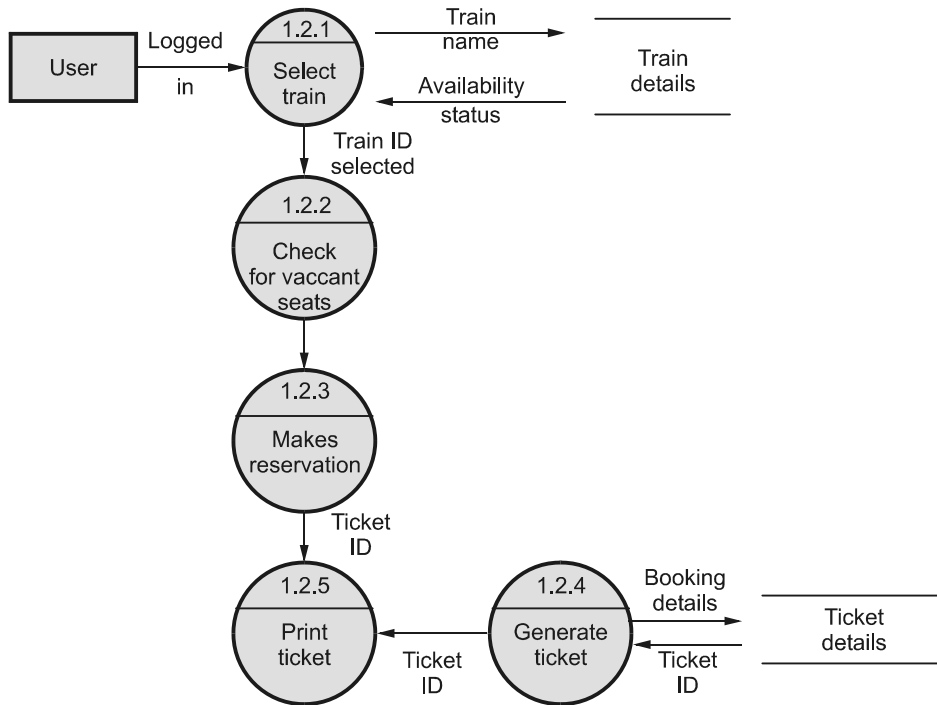 User
Logged
in
1.2.1
Select
train
Train
name
Availability
status
Train
details
Train ID
selected
1.2.2
Check
for vaccant
seats
1.2.3
Makes
reservation
Ticket
ID
1.2.5
Print
ticket
Ticket
ID
1.2.4
Generate
ticket
Booking
details
Ticket
ID
Ticket
details